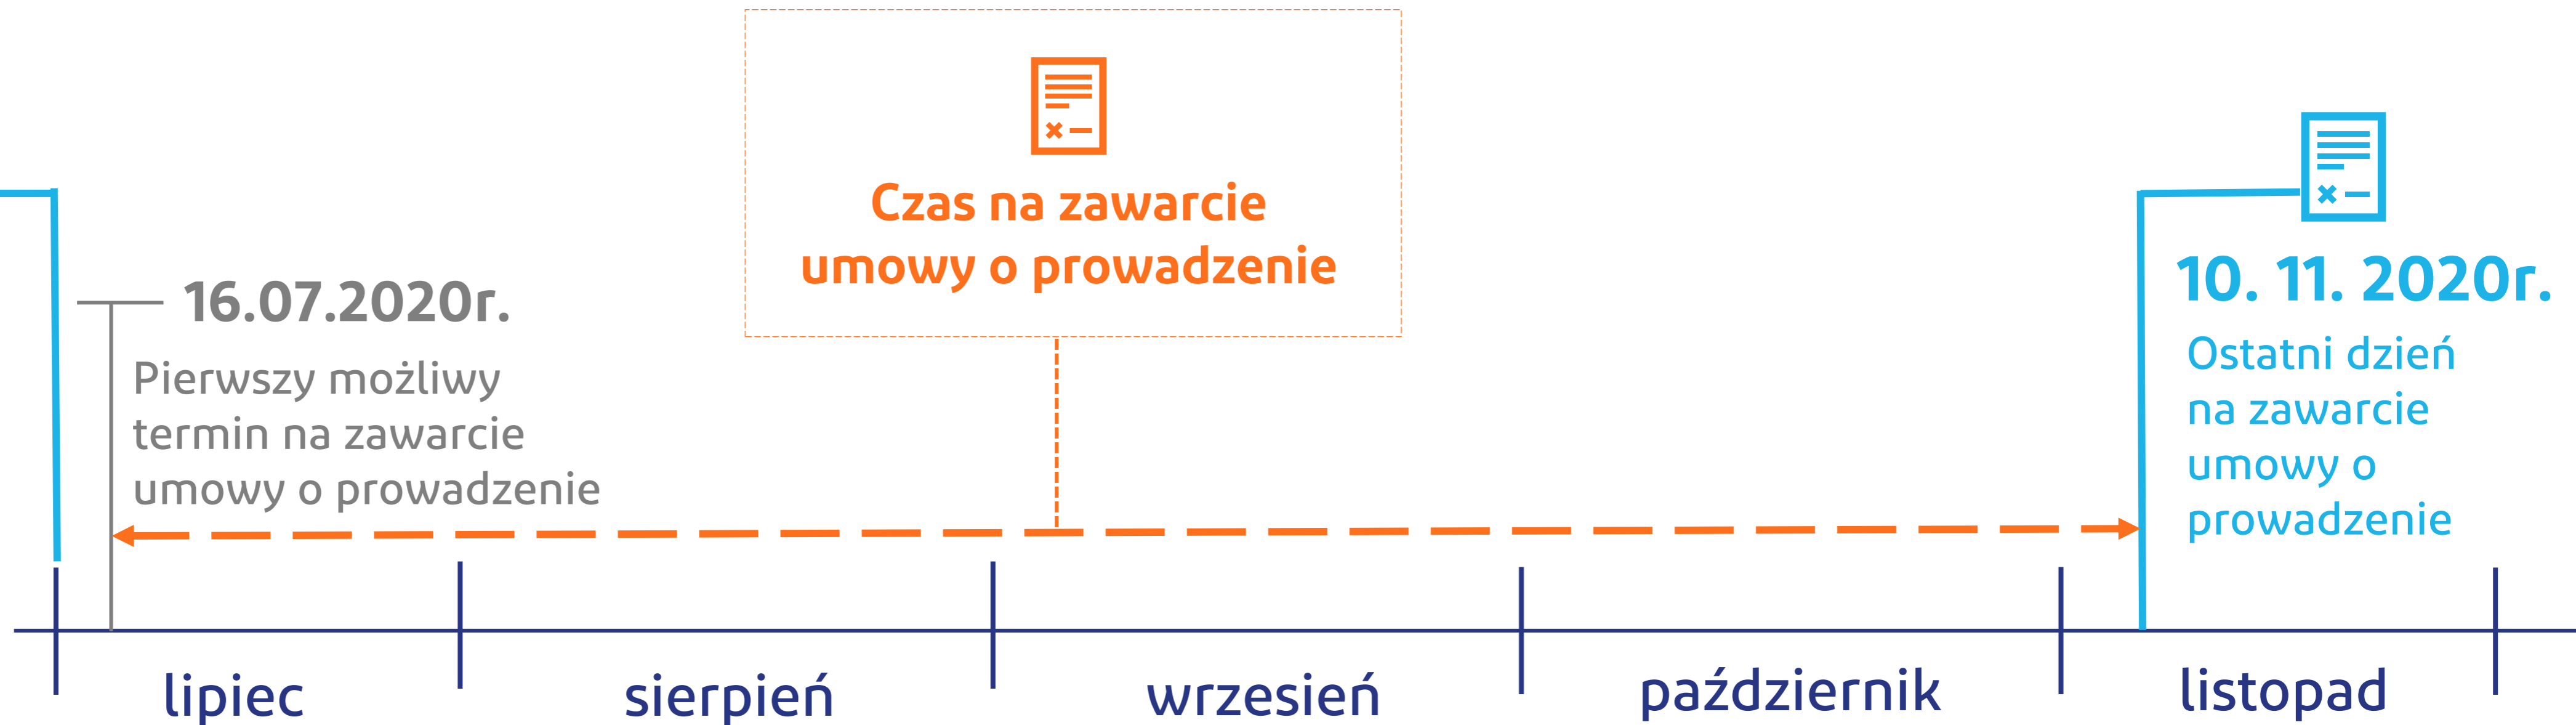 Czas na zawarcie
umowy o prowadzenie
16.07.2020r.
Pierwszy możliwy
termin na zawarcie
umowy o prowadzenie
10. 11. 2020r.
Ostatni dzień
na zawarcie
umowy o
prowadzenie
lipiec
sierpień
wrzesień
październik
listopad